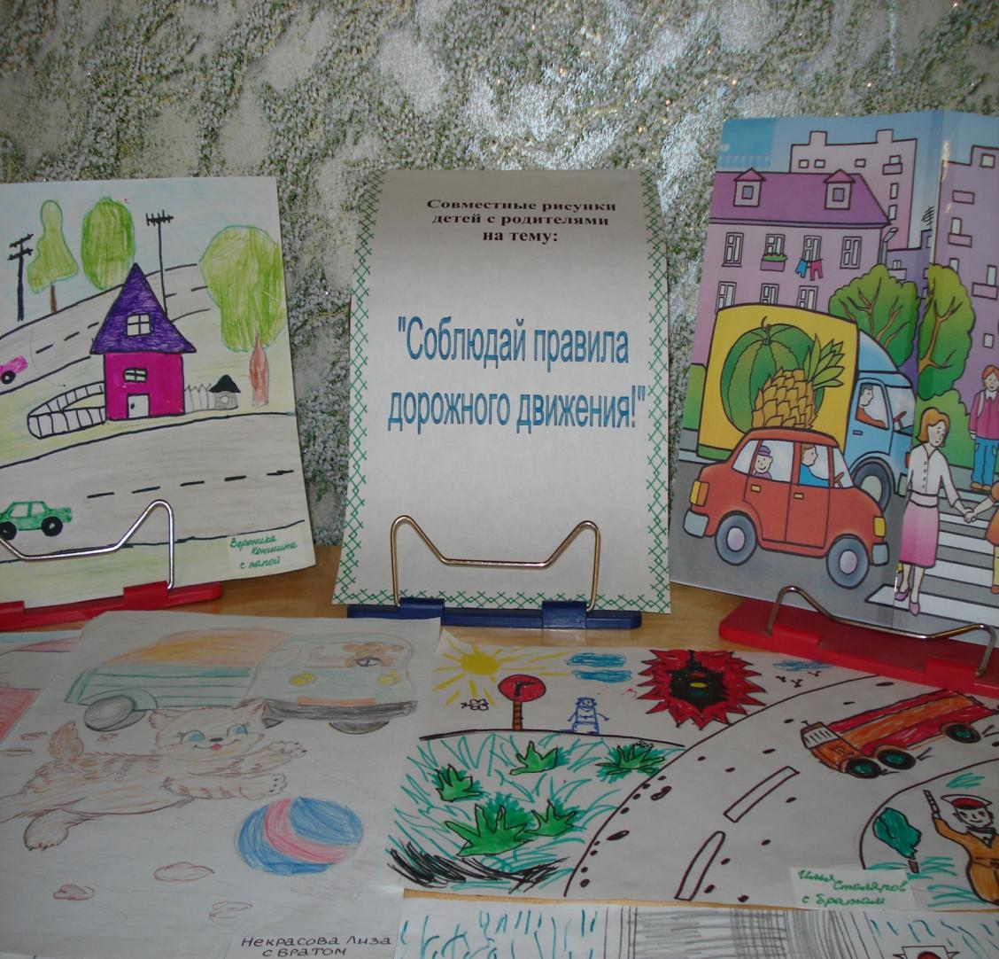 Совместные рисунки
детей с родителями
на тему:
"Соблюдай правила
дорожного движения!"
Вероника
с папой
Илья Столяров
с братом
Некрасова Лиза
с братом